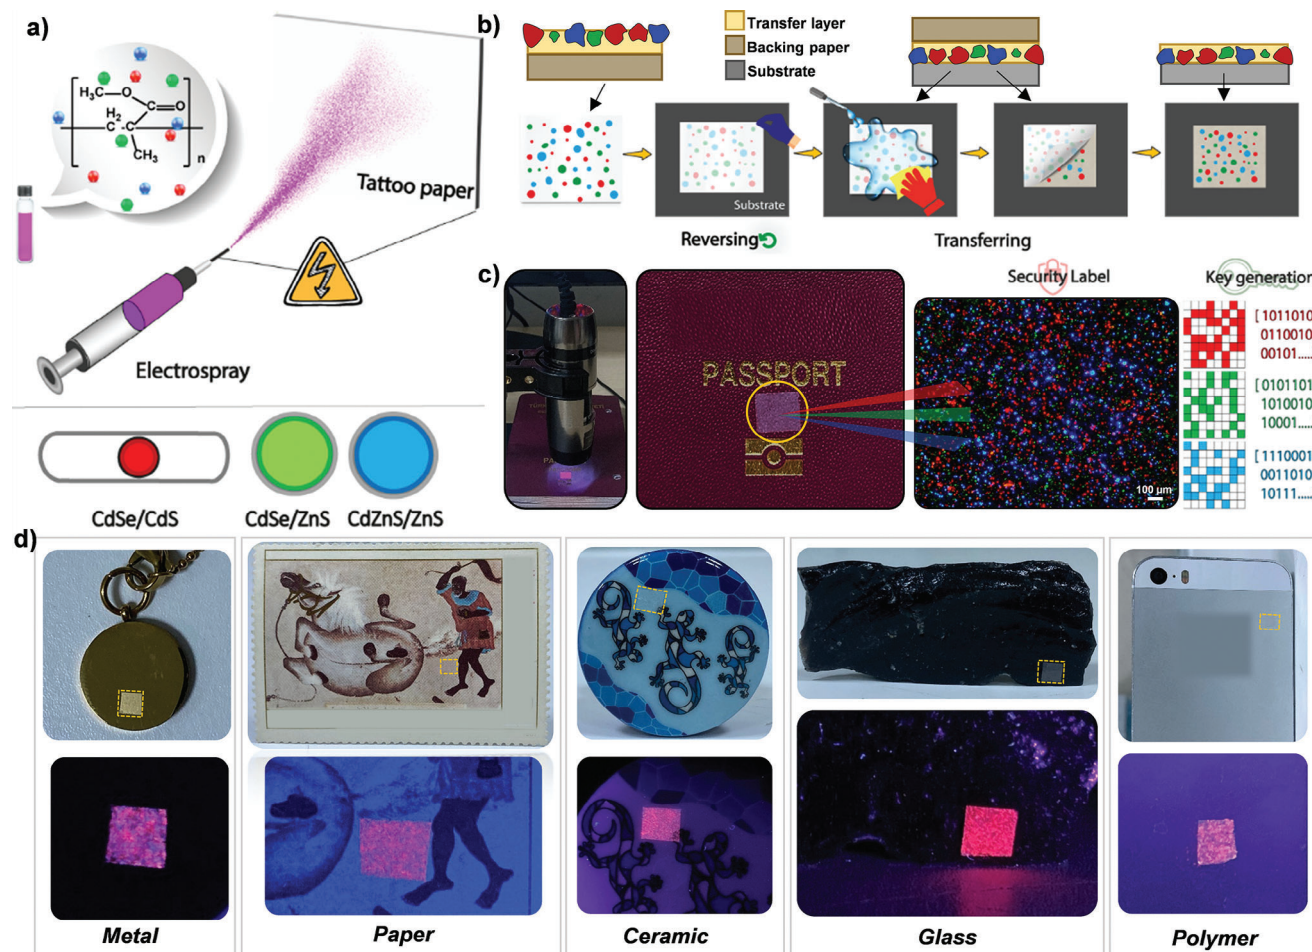 a)
H₃C
O
O
H₂
C
C
CH₃
n
Tattoo paper
Electrospray
CdSe/CdS
CdSe/ZnS
CdZnS/ZnS
b)
Transfer layer
Backing paper
Substrate
Substrate
Reversing
Transferring
c)
PASSPORT
Security Label
100 µm
Key generation
[1011010
0110010
00101.....
[0101101
1010010
10001.....
[1110001
0011010
10111.....
d)
Metal
Paper
Ceramic
Glass
Polymer